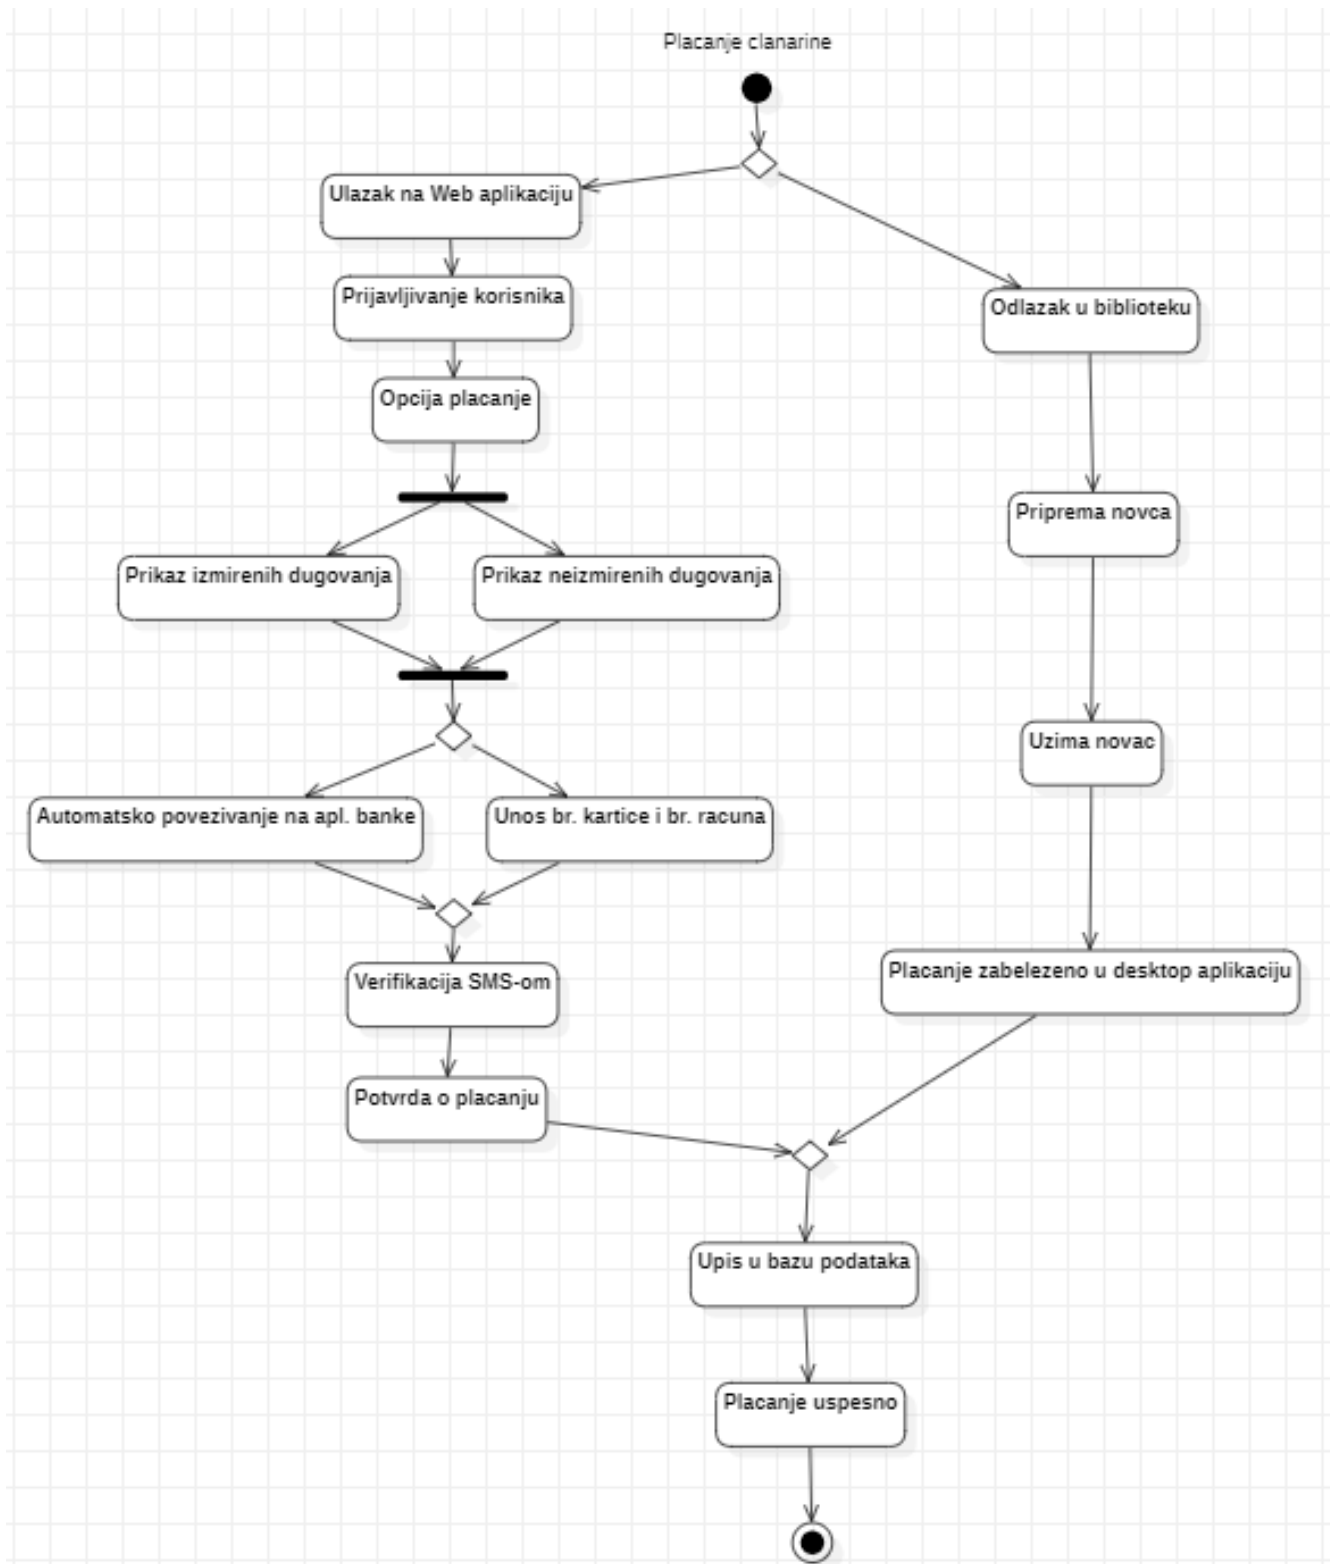 Placanje clanarine
Ulazak na Web aplikaciju
Prijavljivanje korisnika
Odlazak u biblioteku
Opcija placanje
Priprema novca
Prikaz izmirenih dugovanja
Prikaz neizmirenih dugovanja
Uzima novac
Automatsko povezivanje na apl. banke
Unos br. kartice i br. racuna
Verifikacija SMS-om
Placanje zabelezeno u desktop aplikaciju
Potvrda o placanju
Upis u bazu podataka
Placanje uspesno